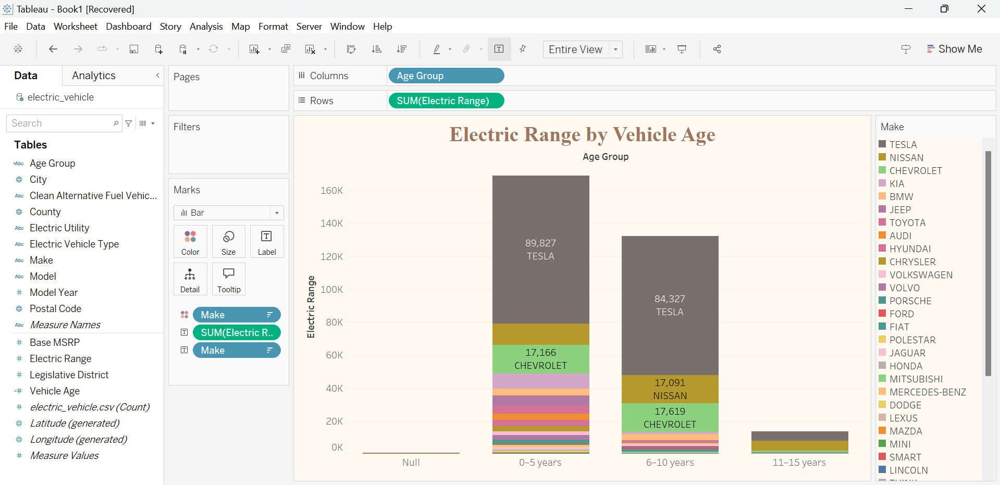 Tableau - Book1 [Recovered]
File Data Worksheet Dashboard Story Analysis Map Format Server Window Help
Entire View
Show Me
Data
Analytics
electric_vehicle
Search
Tables
Abc Age Group
City
Abc Clean Alternative Fuel Vehic...
County
Abc Electric Utility
Abc Electric Vehicle Type
Abc Make
Abc Model
Model Year
Postal Code
Abc Measure Names
Base MSRP
Electric Range
Legislative District
Vehicle Age
electric_vehicle.csv (Count)
Latitude (generated)
Longitude (generated)
Measure Values
Pages
Filters
Marks
Bar
Color
Size
Label
Detail
Tooltip
Make
SUM(Electric R..
Make
Columns
Age Group
Rows
SUM(Electric Range)
Electric Range by Vehicle Age
Age Group
Electric Range
160K
140K
120K
100K
80K
60K
40K
20K
0K
89,827
TESLA
17,166
CHEVROLET
84,327
TESLA
17,091
NISSAN
17,619
CHEVROLET
Null
0–5 years
6–10 years
11–15 years
Make
TESLA
NISSAN
CHEVROLET
KIA
BMW
JEEP
TOYOTA
AUDI
HYUNDAI
CHRYSLER
VOLKSWAGEN
VOLVO
PORSCHE
FORD
FIAT
POLESTAR
JAGUAR
HONDA
MITSUBISHI
MERCEDES-BENZ
DODGE
LEXUS
MAZDA
MINI
SMART
LINCOLN